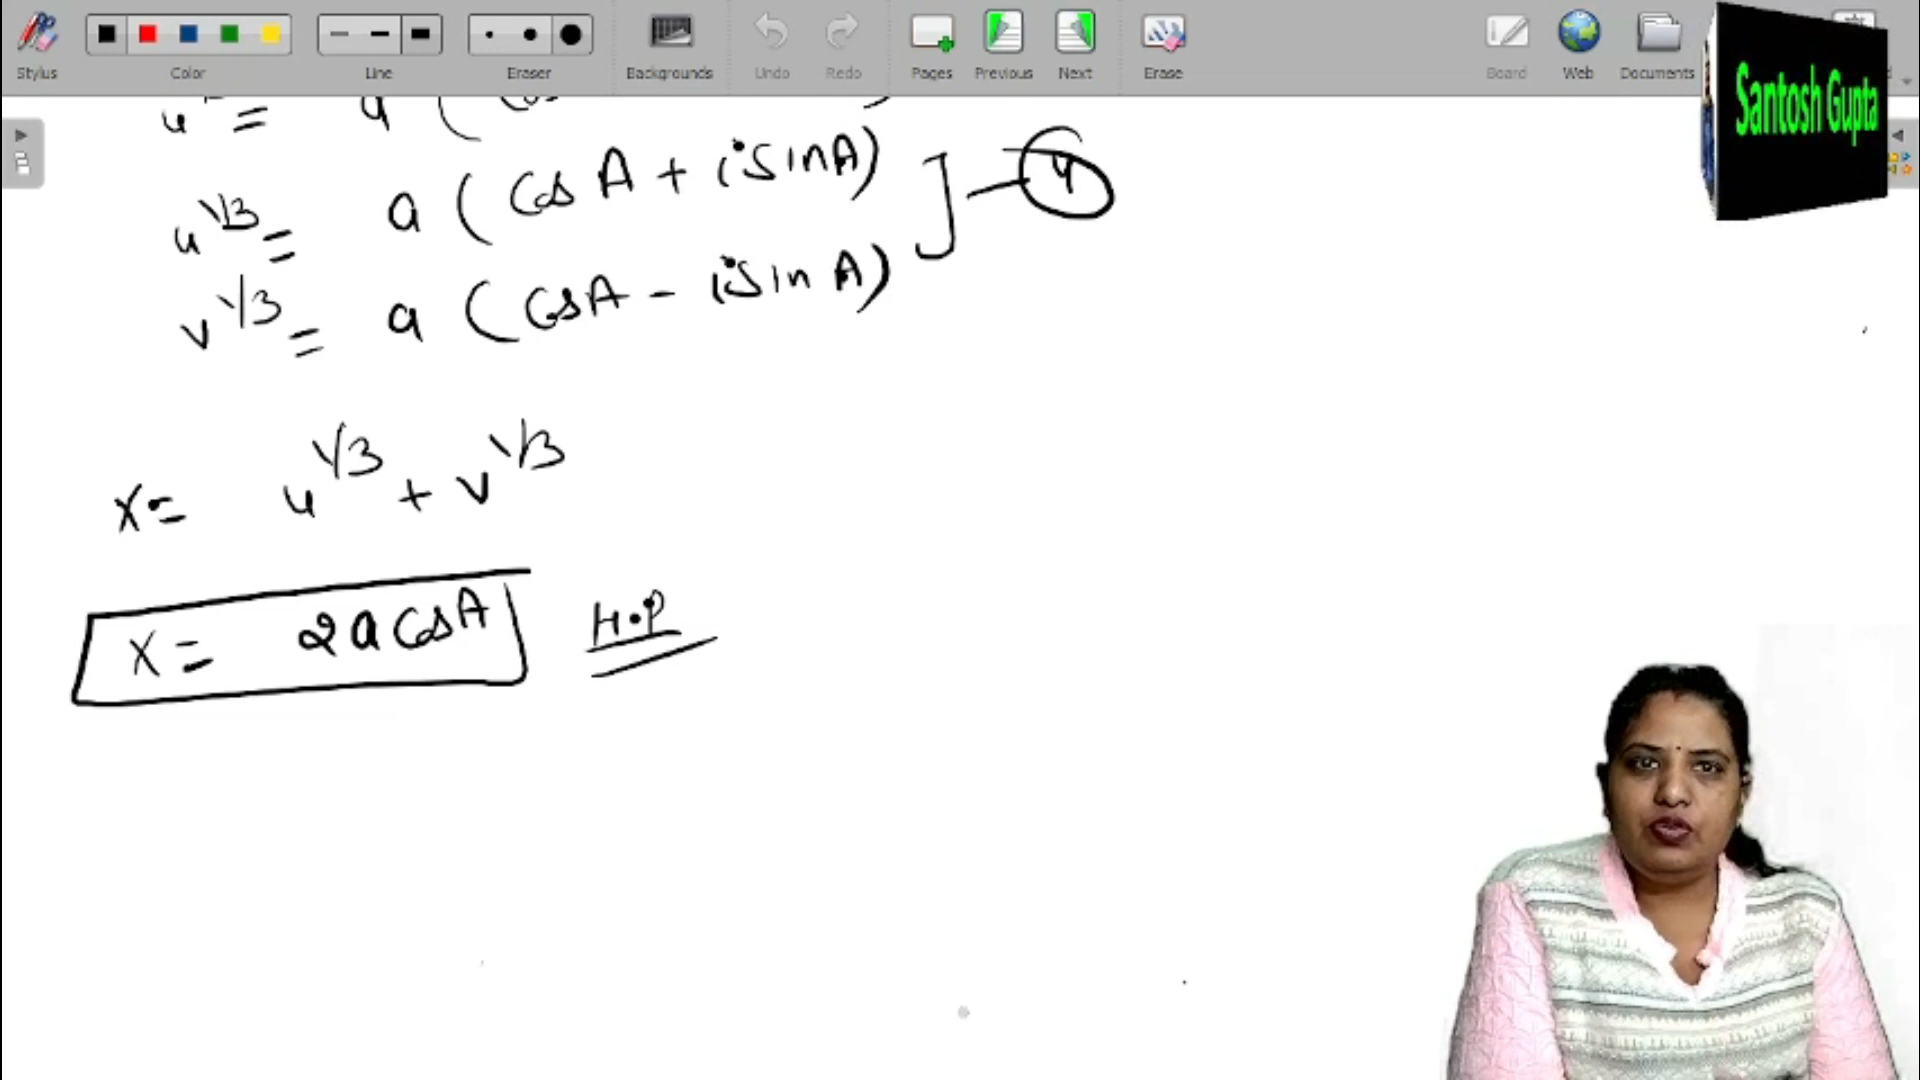 Stylus Color Line Eraser Backgrounds Undo Redo Pages Previous Next Erase Board Web Documents
Santosh Gupta
u^1/3 = a (Cos A + i Sin A) ] — 4
v^1/3 = a (Cos A - i Sin A)
x = u^1/3 + v^1/3
x = 2a Cos A H.P